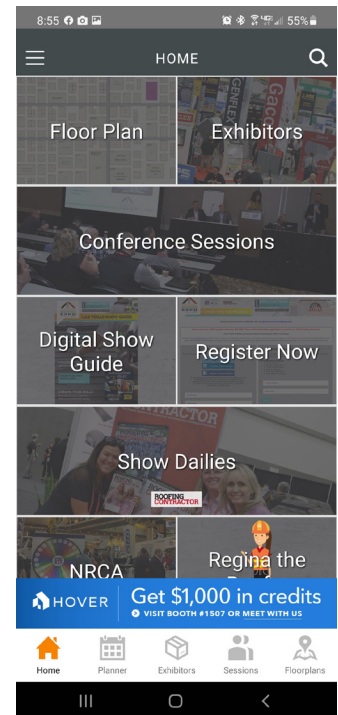 8:55
55%
HOME
Floor Plan
Exhibitors
Conference Sessions
Digital Show
Guide
Register Now
Show Dailies
ROOFING
CONTRACTOR
NRCA
Regina the
HOVER
Get $1,000 in credits
VISIT BOOTH #1507 OR MEET WITH US
Home
Planner
Exhibitors
Sessions
Floorplans